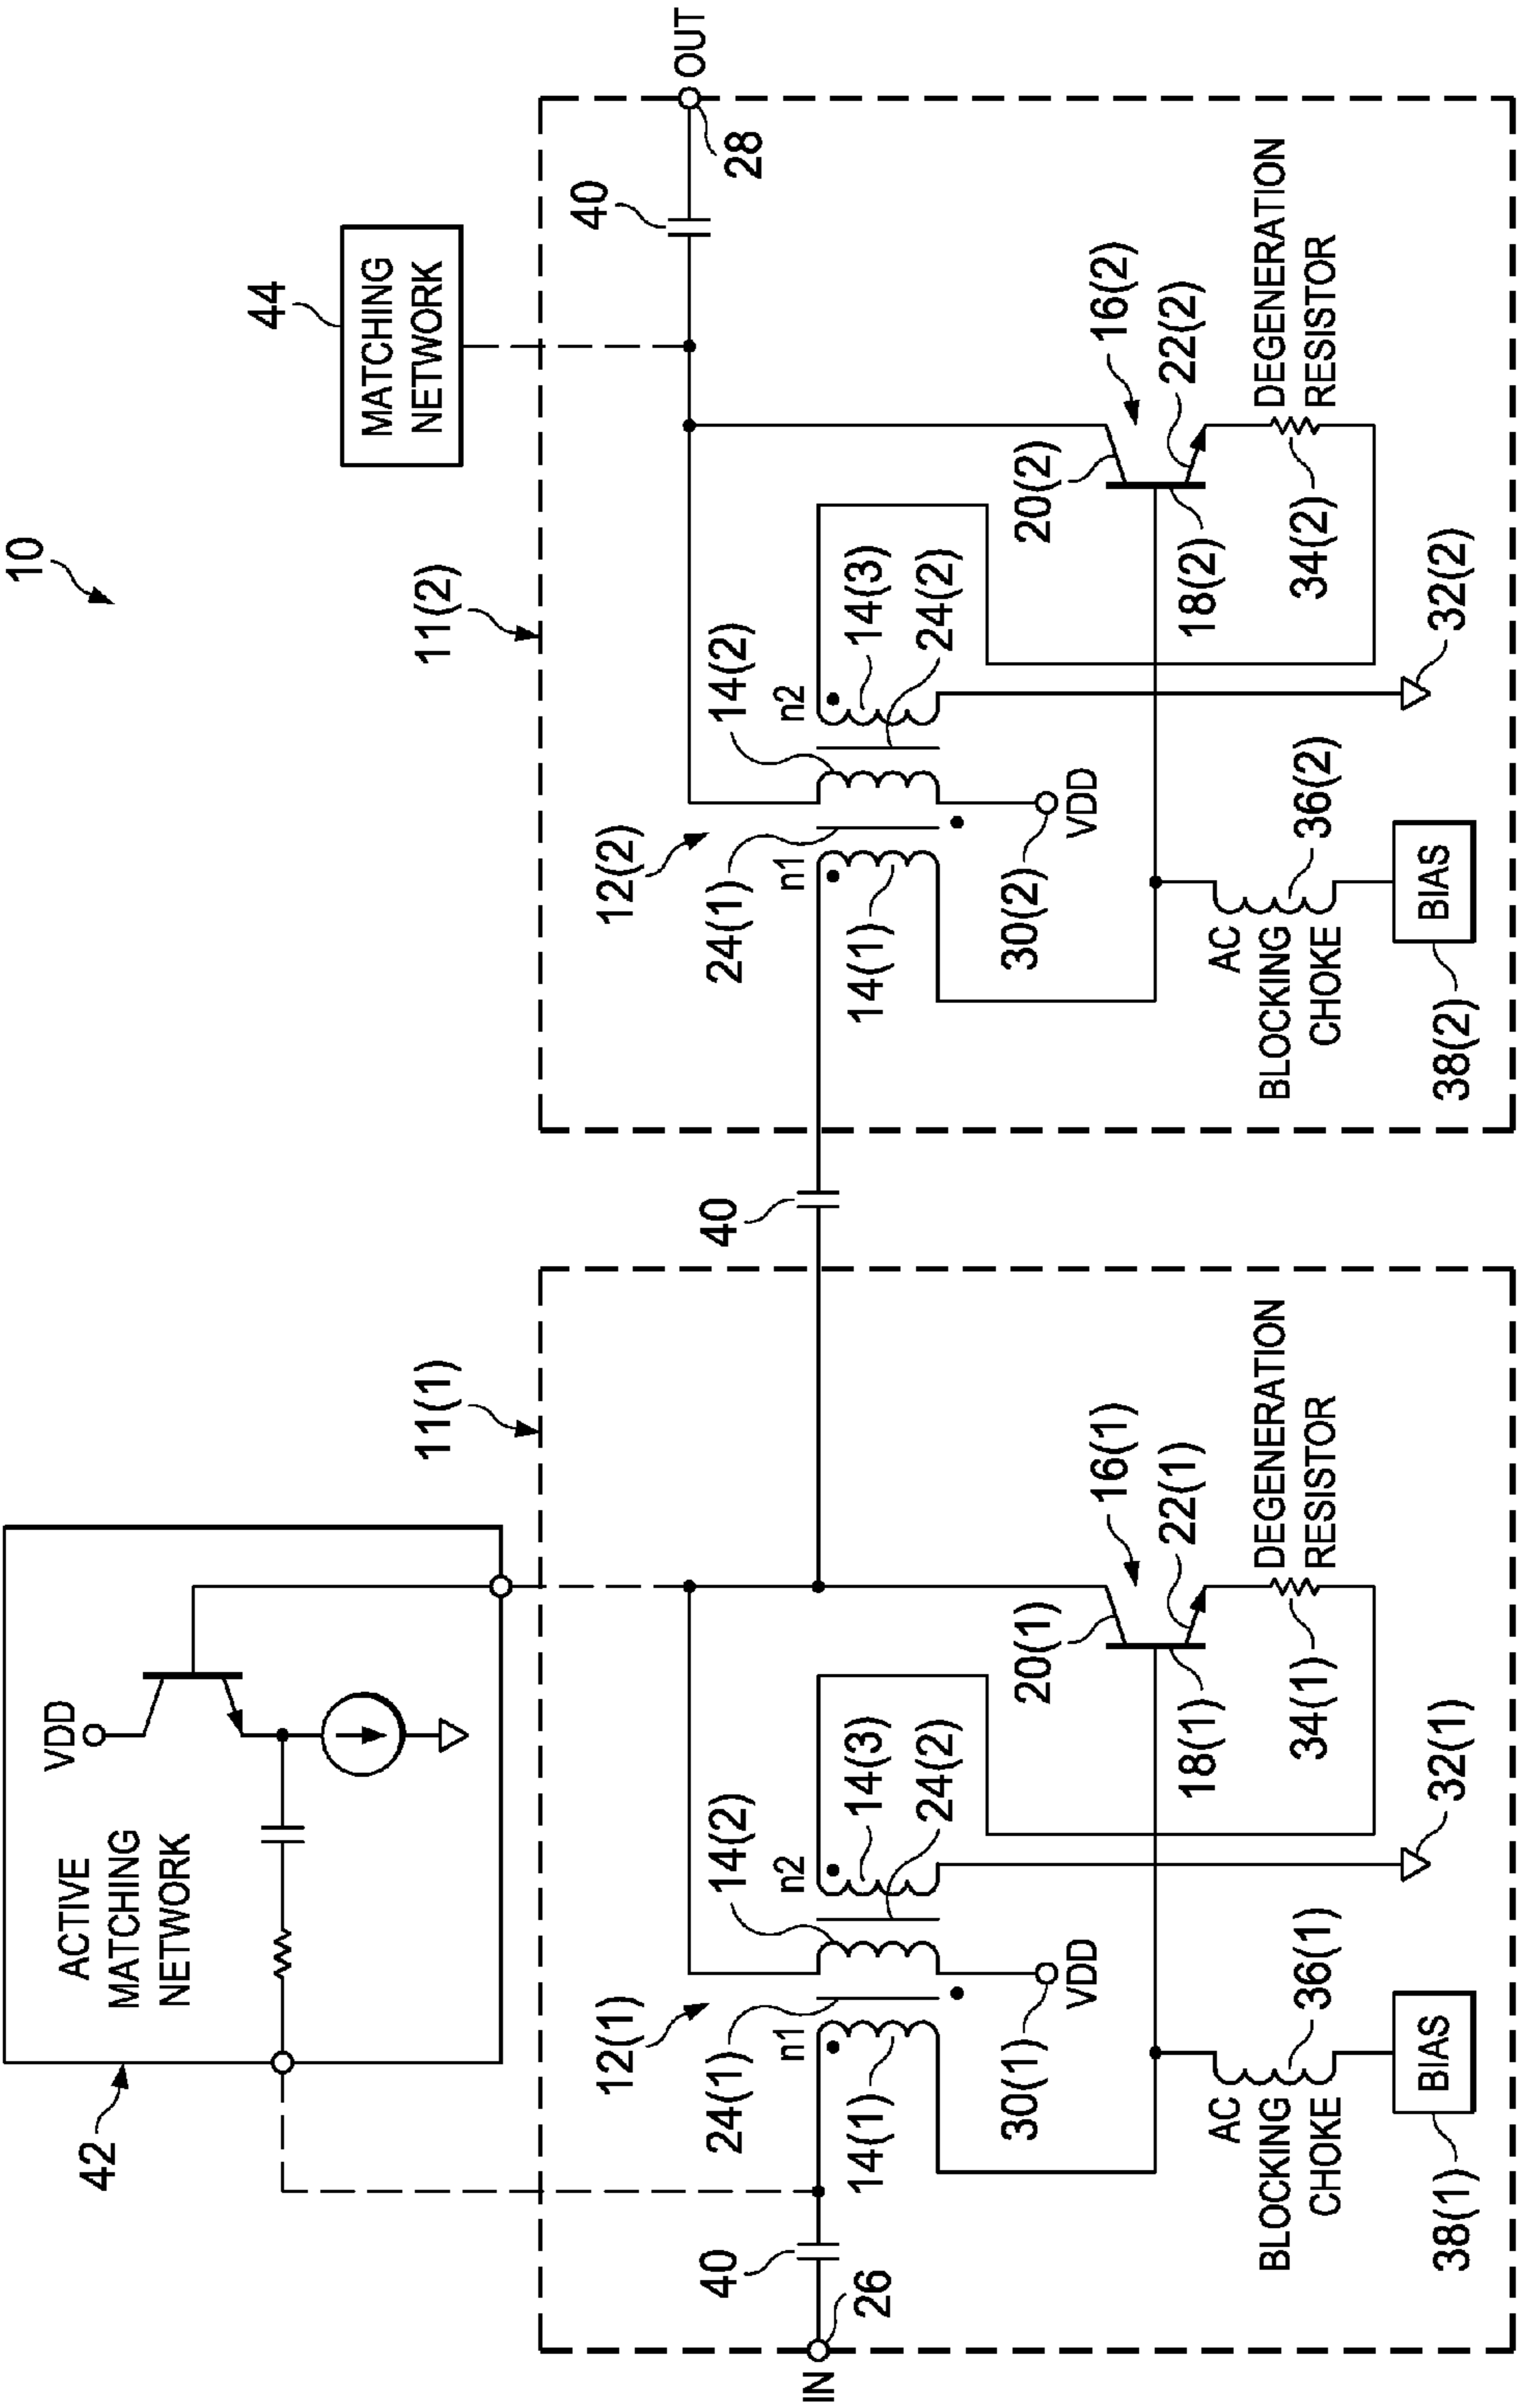 10
42
ACTIVE
MATCHING
NETWORK
VDD
11(1)
12(1)
24(1)
n1
14(1)
14(2)
n2
14(3)
24(2)
40
26
IN
30(1)
VDD
20(1)
16(1)
18(1)
22(1)
AC
BLOCKING
CHOKE
36(1)
BIAS
38(1)
34(1)
DEGENERATION
RESISTOR
32(1)
40
44
MATCHING
NETWORK
11(2)
12(2)
24(1)
n1
14(1)
14(2)
n2
14(3)
24(2)
40
28
OUT
30(2)
VDD
20(2)
16(2)
18(2)
22(2)
AC
BLOCKING
CHOKE
36(2)
BIAS
38(2)
34(2)
DEGENERATION
RESISTOR
32(2)